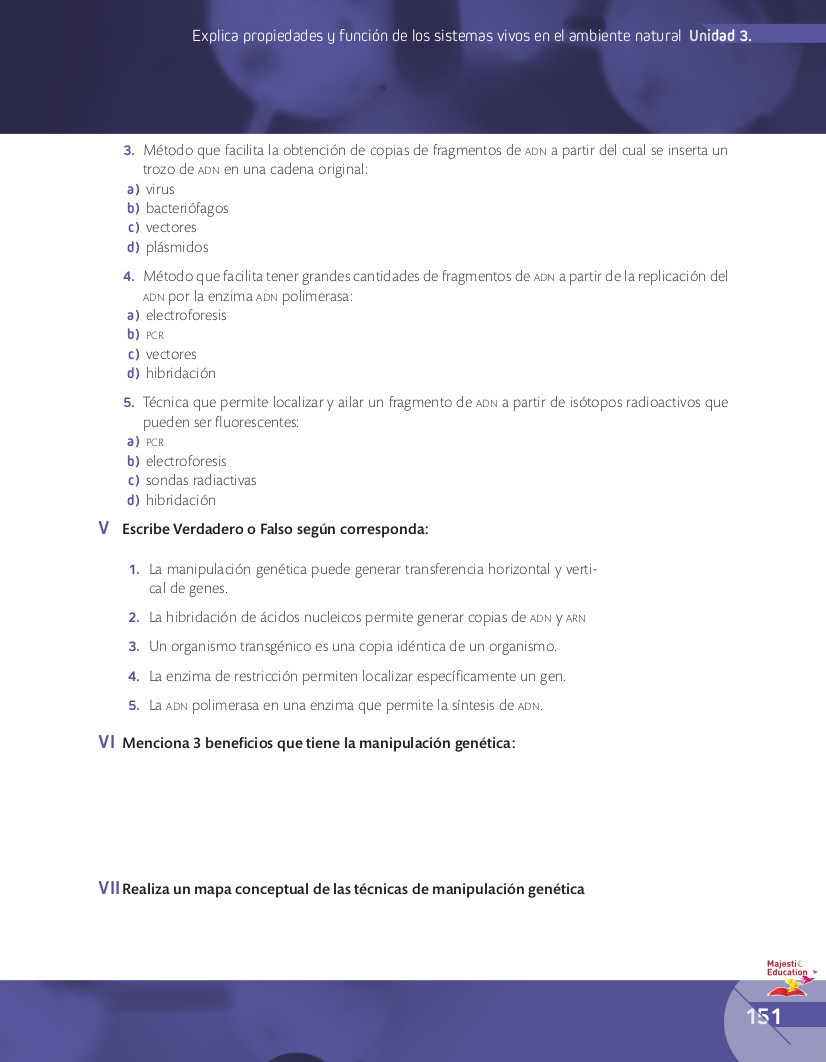 Explica propiedades y función de los sistemas vivos en el ambiente natural Unidad 3.
3. Método que facilita la obtención de copias de fragmentos de ADN a partir del cual se inserta un
trozo de ADN en una cadena original:
a) virus
b) bacteriófagos
c) vectores
d) plásmidos
4. Método que facilita tener grandes cantidades de fragmentos de ADN a partir de la replicación del
ADN por la enzima ADN polimerasa:
a) electroforesis
b) PCR
c) vectores
d) hibridación
5. Técnica que permite localizar y ailar un fragmento de ADN a partir de isótopos radioactivos que
pueden ser fluorescentes:
a) PCR
b) electroforesis
c) sondas radiactivas
d) hibridación
V Escribe Verdadero o Falso según corresponda:
1. La manipulación genética puede generar transferencia horizontal y verti-
cal de genes.
2. La hibridación de ácidos nucleicos permite generar copias de ADN y ARN
3. Un organismo transgénico es una copia idéntica de un organismo.
4. La enzima de restricción permiten localizar específicamente un gen.
5. La ADN polimerasa en una enzima que permite la síntesis de ADN.
VI Menciona 3 beneficios que tiene la manipulación genética:
VII Realiza un mapa conceptual de las técnicas de manipulación genética
Majestic
Education
151